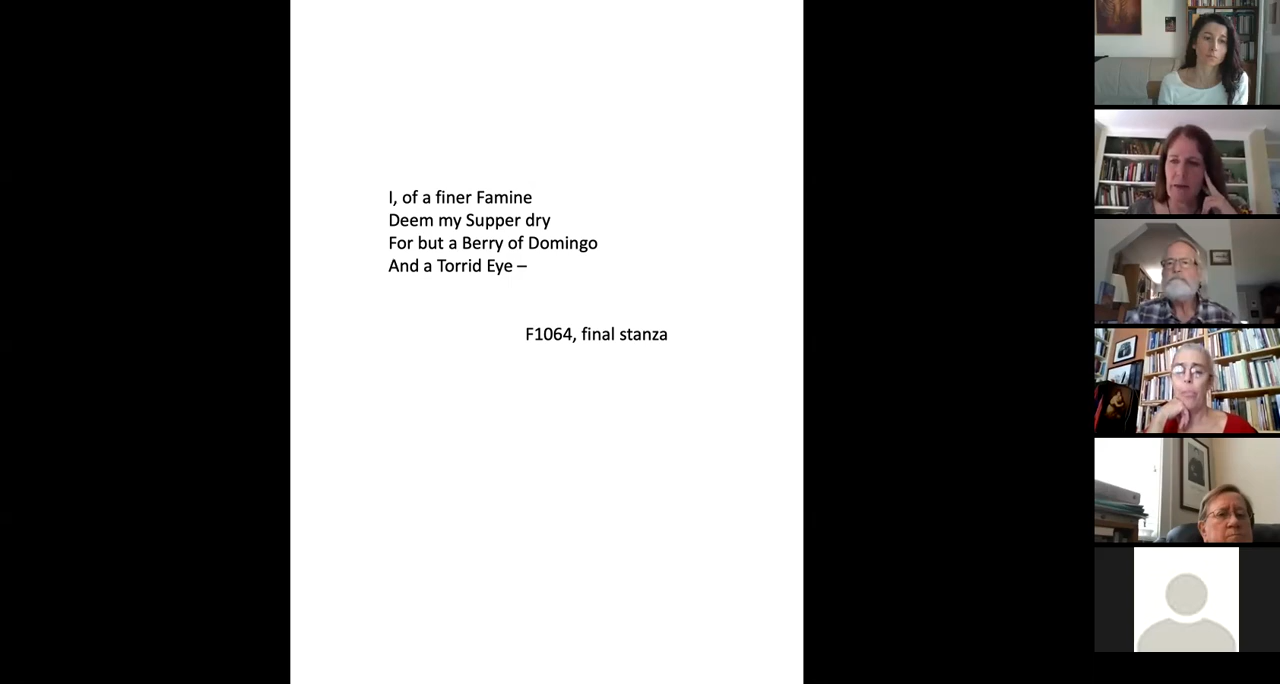 I, of a finer Famine
Deem my Supper dry
For but a Berry of Domingo
And a Torrid Eye –
F1064, final stanza